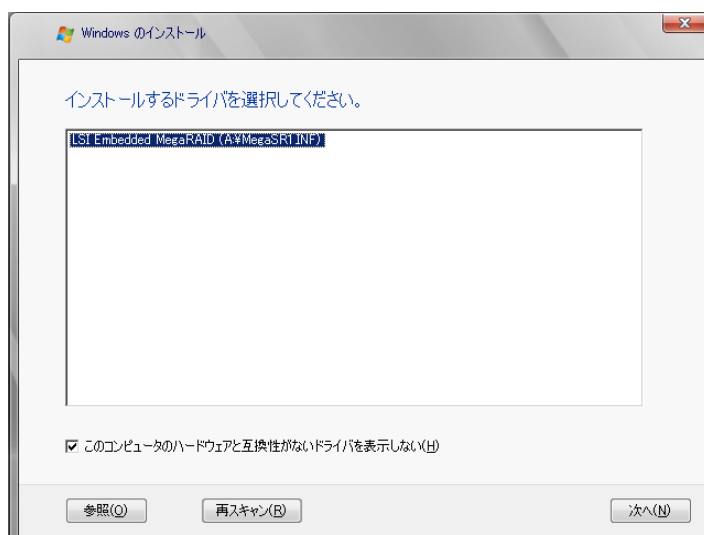 Windows のインストール
インストールするドライバを選択してください。
LSI Embedded MegaRAID (A:¥MegaSR1.INF)
このコンピュータのハードウェアと互換性がないドライバを表示しない(H)
参照(O) 再スキャン(R) 次へ(N)